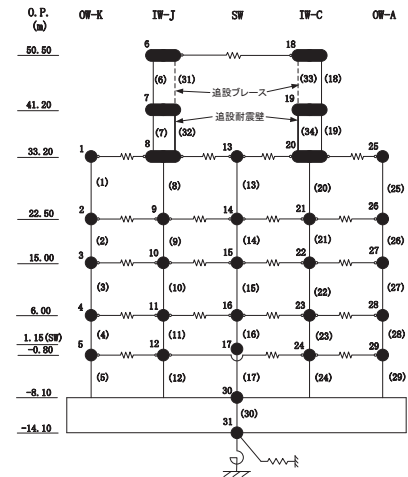 O.P. OW-K IW-J SW IW-C OW-A
(m)
50.50 6 18
(6) (31) (33) (18)
追設ブレース
41.20 7 19
追設耐震壁
(7) (32) (34) (19)
33.20 1 8 13 20 25
(1) (8) (13) (20) (25)
22.50 2 9 14 21 26
(2) (9) (14) (21) (26)
15.00 3 10 15 22 27
(3) (10) (15) (22) (27)
6.00 4 11 16 23 28
(4) (11) (16) (23) (28)
1.15(SW) 17
-0.80 5 12 24 29
(5) (12) (17) (24) (29)
-8.10 30
(30)
-14.10 31